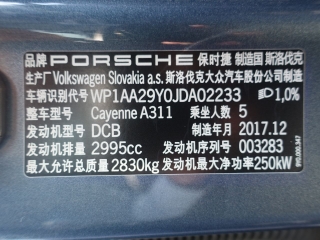 品牌 PORSCHE 保时捷 制造国 斯洛伐克
生产厂 Volkswagen Slovakia a.s. 斯洛伐克大众汽车股份公司制造
车辆识别代号 WP1AA29Y0JDA02233 1,0%
整车型号 Cayenne A311 乘坐人数 5
发动机型号 DCB 制造年月 2017.12
发动机排量 2995cc 发动机序列号 003283
最大允许总质量 2830kg 发动机最大净功率 250kW